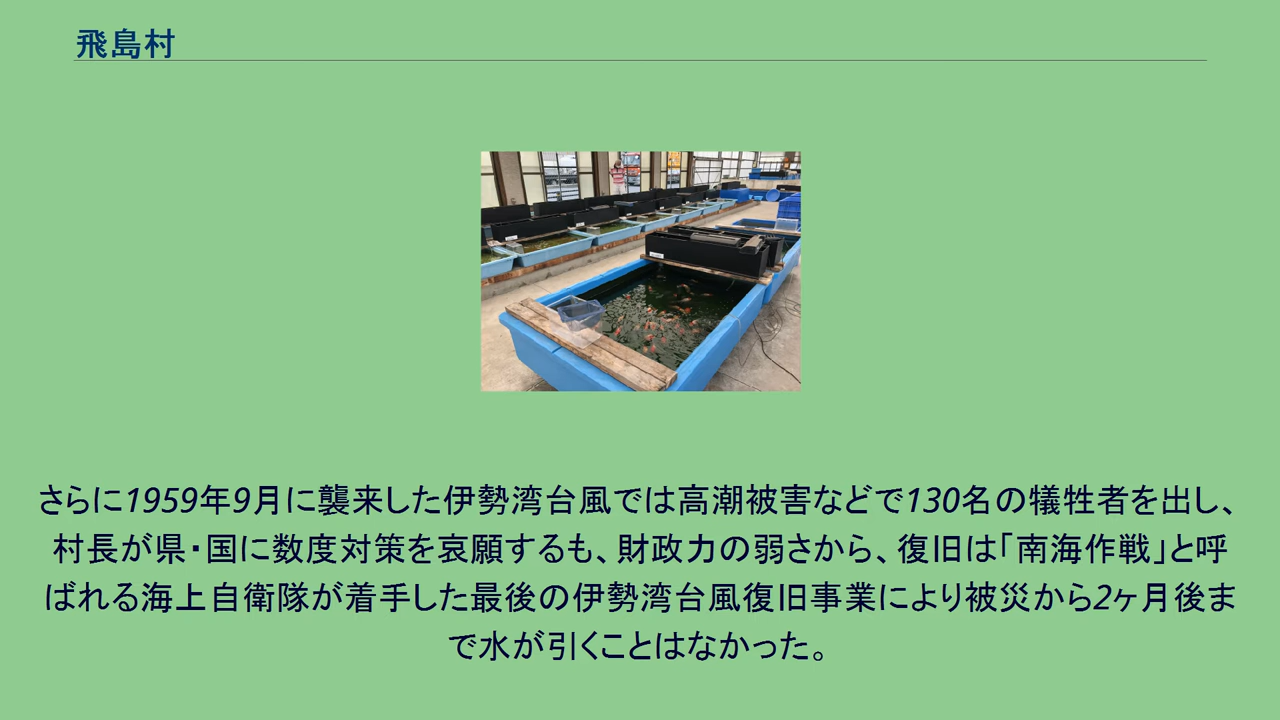 飛島村
さらに1959年9月に襲来した伊勢湾台風では高潮被害などで130名の犠牲者を出し、
村長が県・国に数度対策を哀願するも、財政力の弱さから、復旧は｢南海作戦｣と呼
ばれる海上自衛隊が着手した最後の伊勢湾台風復旧事業により被災から2ヶ月後ま
で水が引くことはなかった。